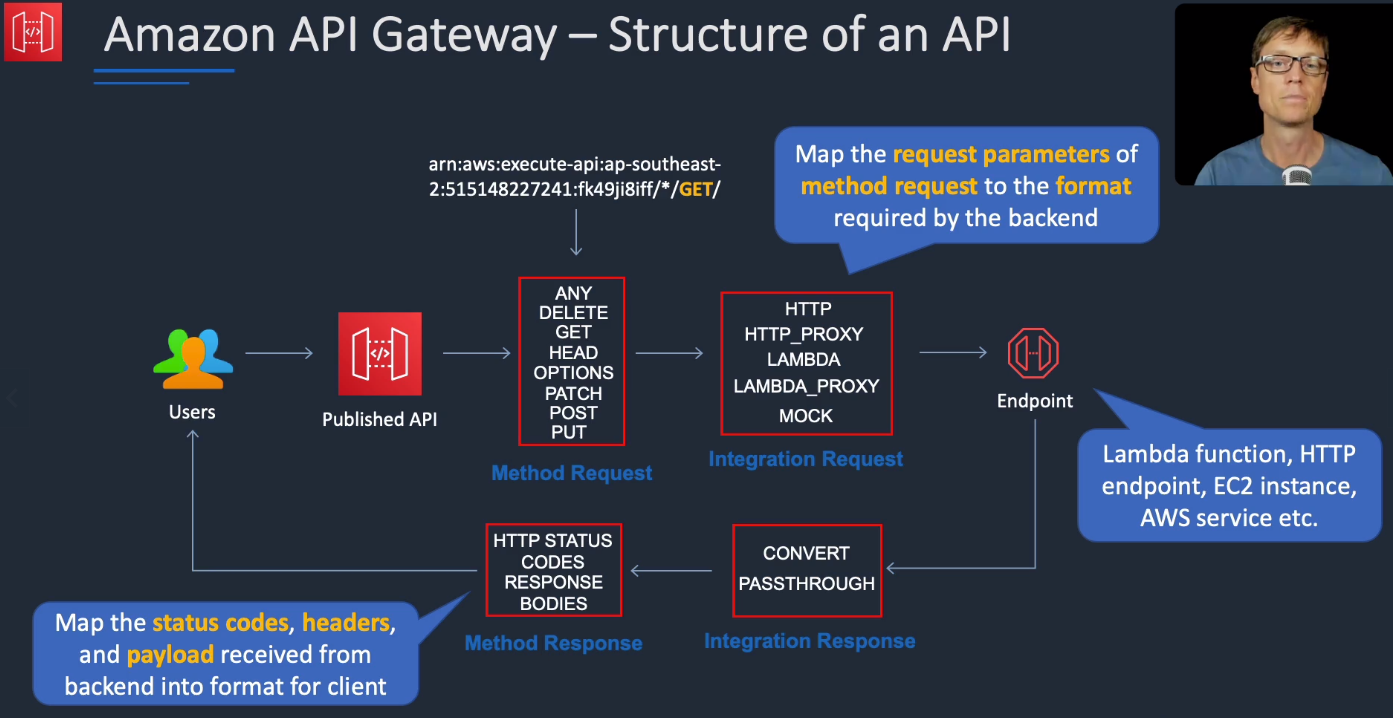 Amazon API Gateway – Structure of an API
arn:aws:execute-api:ap-southeast-
2:515148227241:fk49ji8iff/*/GET/
Map the request parameters of
method request to the format
required by the backend
Users
</>
Published API
ANY
DELETE
GET
HEAD
OPTIONS
PATCH
POST
PUT
Method Request
HTTP
HTTP_PROXY
LAMBDA
LAMBDA_PROXY
MOCK
Integration Request
Endpoint
Lambda function, HTTP
endpoint, EC2 instance,
AWS service etc.
CONVERT
PASSTHROUGH
Integration Response
HTTP STATUS
CODES
RESPONSE
BODIES
Method Response
Map the status codes, headers,
and payload received from
backend into format for client